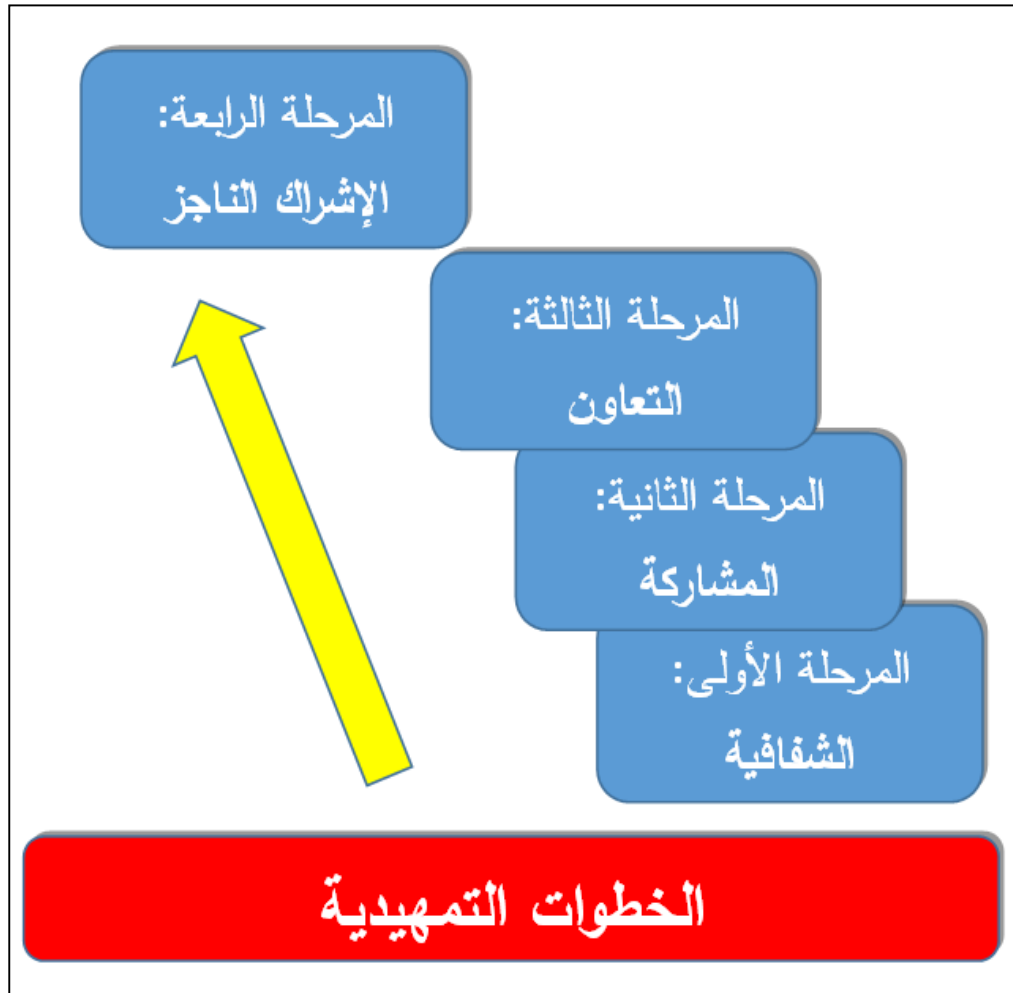 المرحلة الرابعة:
الإشراك الناجز
المرحلة الثالثة:
التعاون
المرحلة الثانية:
المشاركة
المرحلة الأولى:
الشفافية
الخطوات التمهيدية